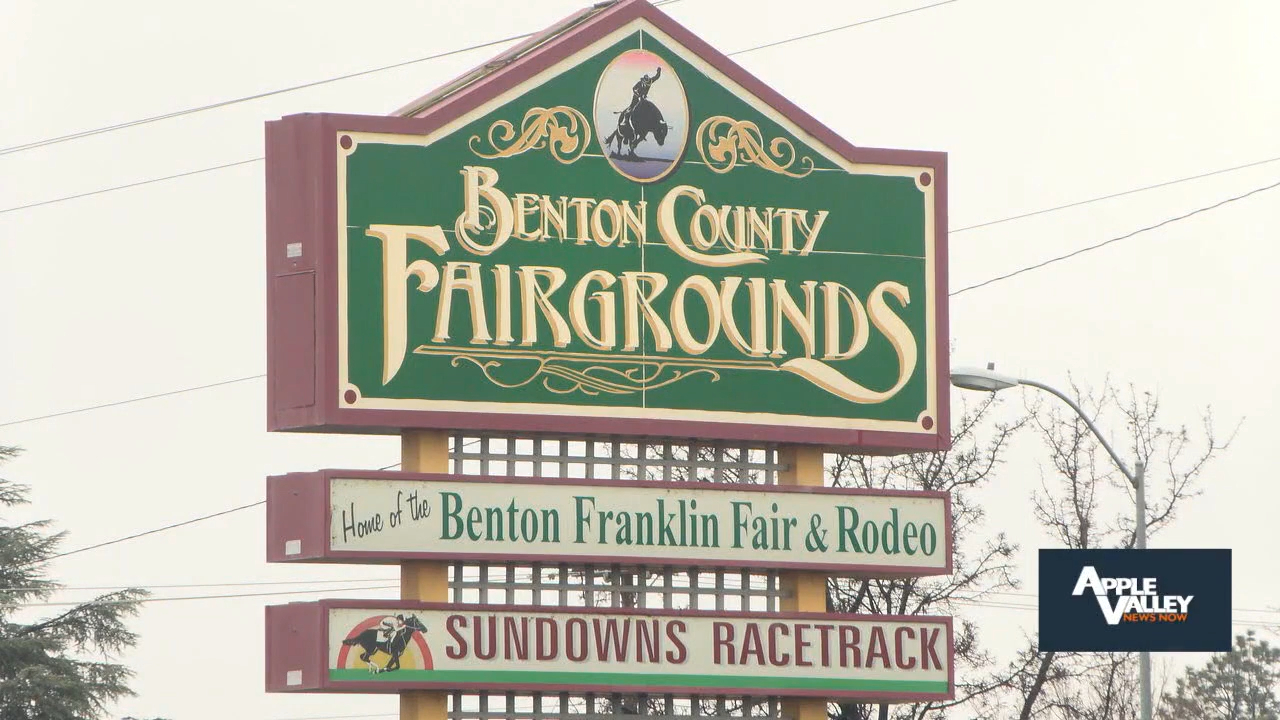 Benton County
Fairgrounds
Home of the Benton Franklin Fair & Rodeo
SUNDOWNS RACETRACK
APPLE
VALLEY
NEWS NOW